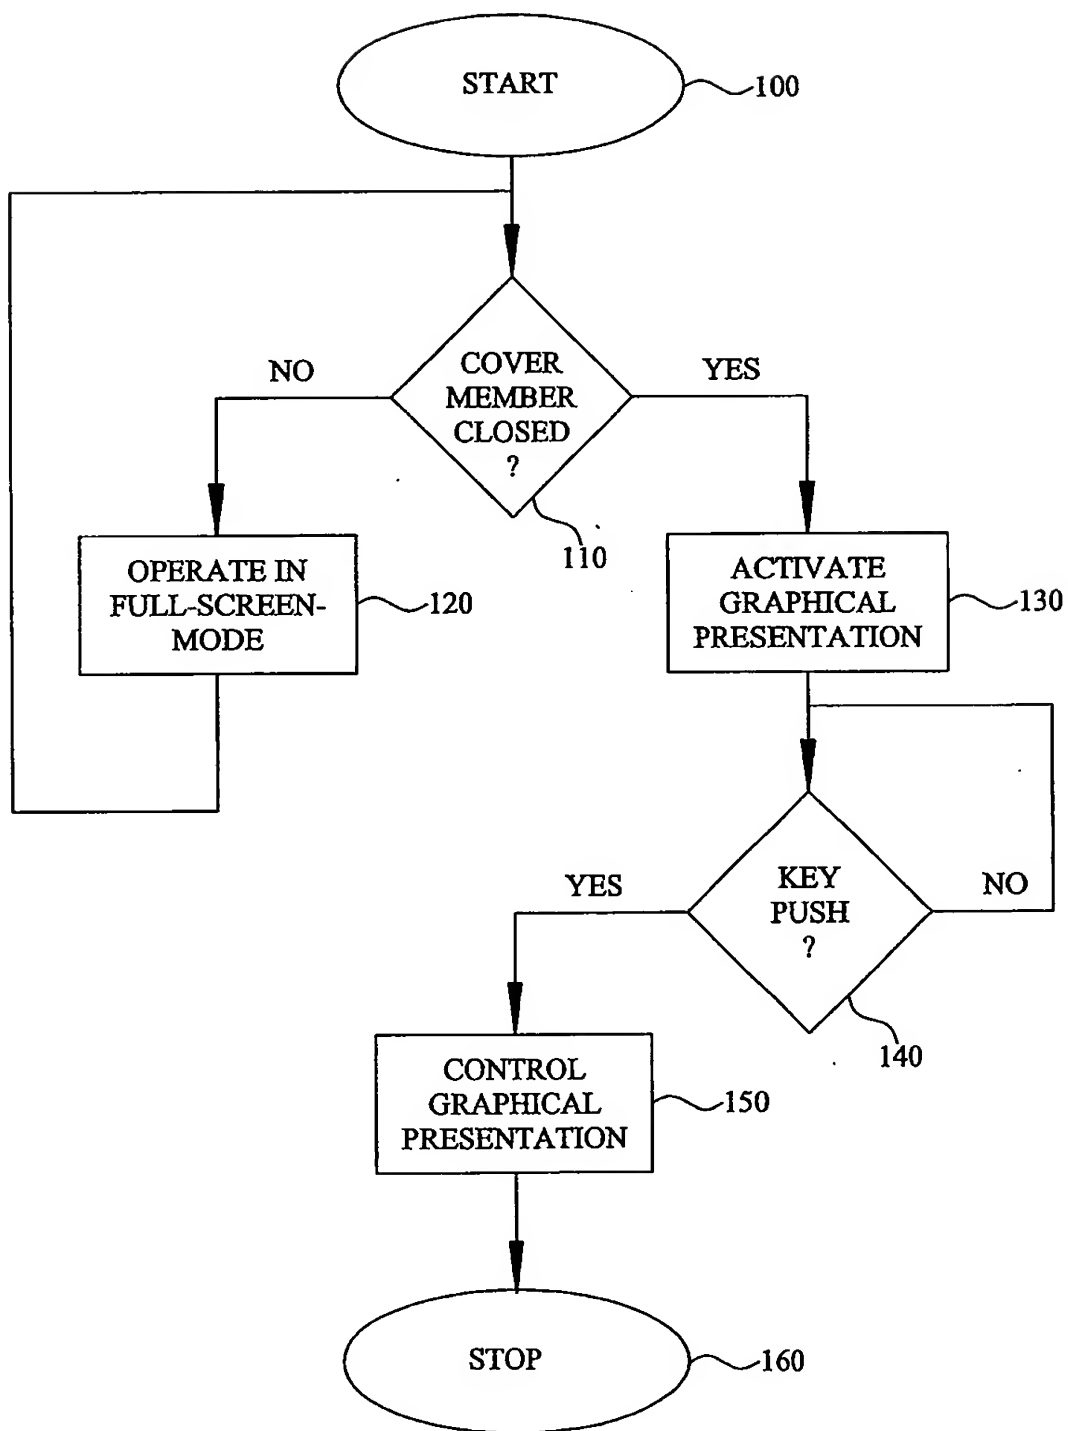 START
100
NO
COVER
MEMBER
CLOSED
?
YES
110
OPERATE IN
FULL-SCREEN-
MODE
120
ACTIVATE
GRAPHICAL
PRESENTATION
130
YES
KEY
PUSH
?
NO
140
CONTROL
GRAPHICAL
PRESENTATION
150
STOP
160